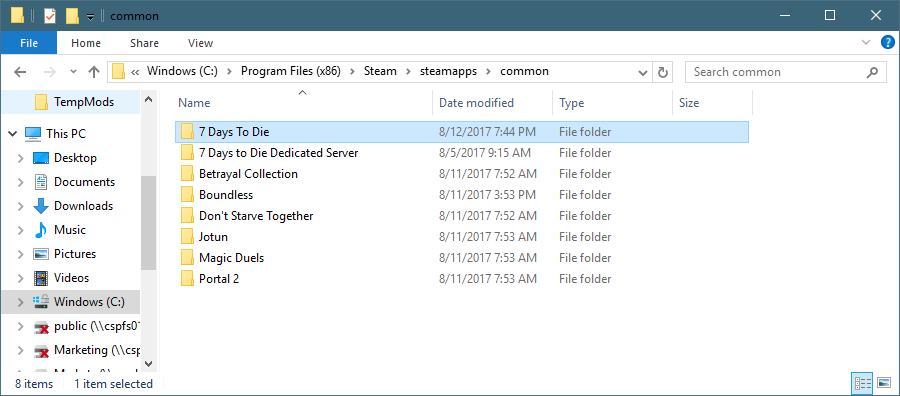 common
File Home Share View
« Windows (C:) > Program Files (x86) > Steam > steamapps > common
Search common
TempMods
This PC
Desktop
Documents
Downloads
Music
Pictures
Videos
Windows (C:)
public (\\cspfs01
Marketing (\\csp
Name Date modified Type Size
7 Days To Die 8/12/2017 7:44 PM File folder
7 Days to Die Dedicated Server 8/5/2017 9:15 AM File folder
Betrayal Collection 8/11/2017 7:52 AM File folder
Boundless 8/11/2017 3:53 PM File folder
Don't Starve Together 8/11/2017 7:52 AM File folder
Jotun 8/11/2017 7:53 AM File folder
Magic Duels 8/11/2017 7:53 AM File folder
Portal 2 8/11/2017 7:53 AM File folder
8 items 1 item selected